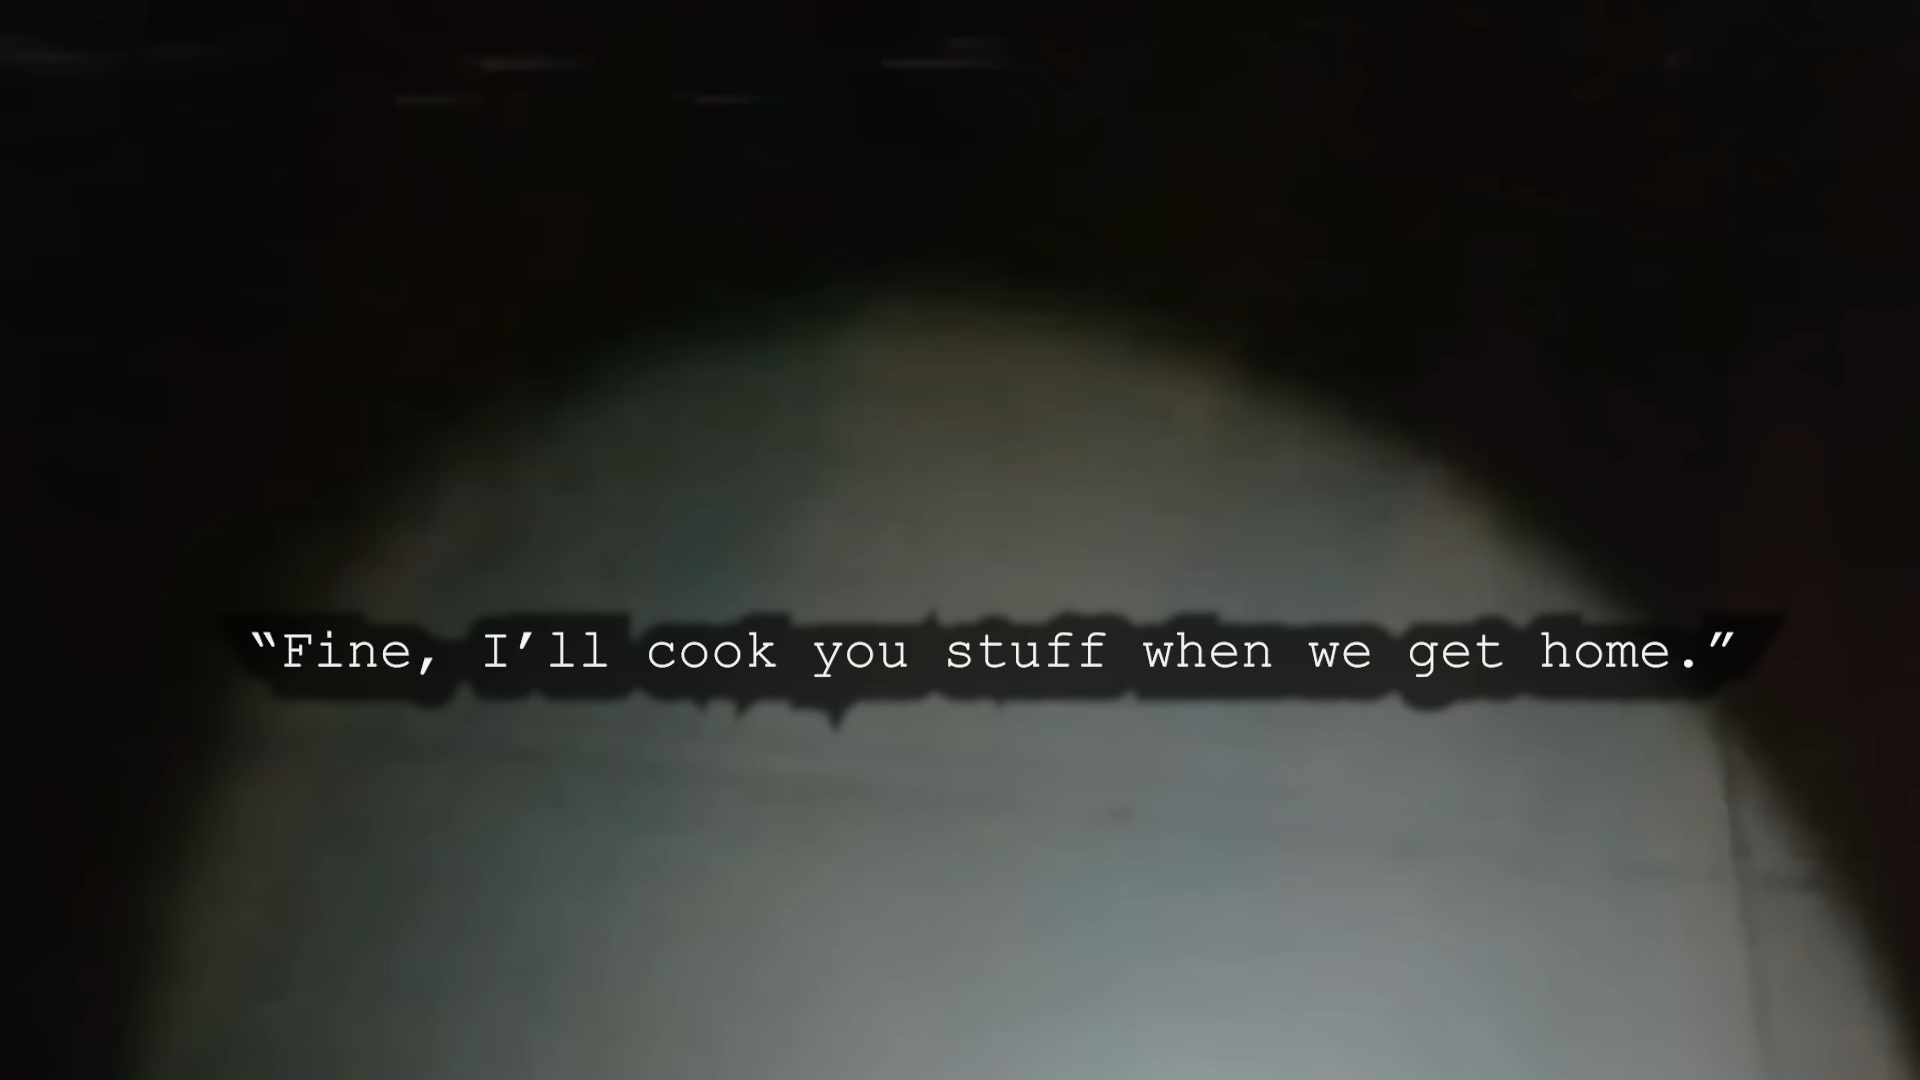 “Fine, I’ll cook you stuff when we get home.”